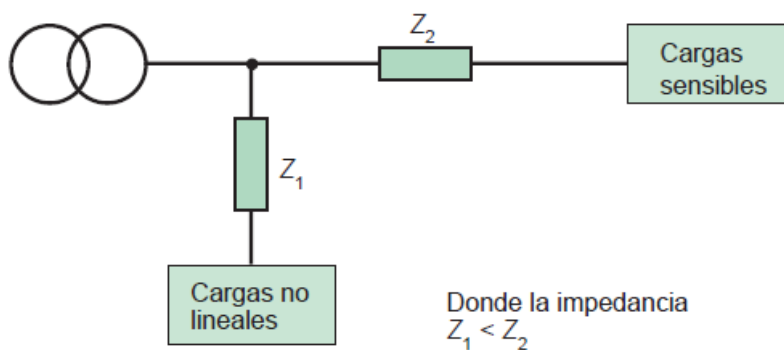 Z2
Cargas
sensibles
Z1
Cargas no
lineales
Donde la impedancia
Z1 < Z2